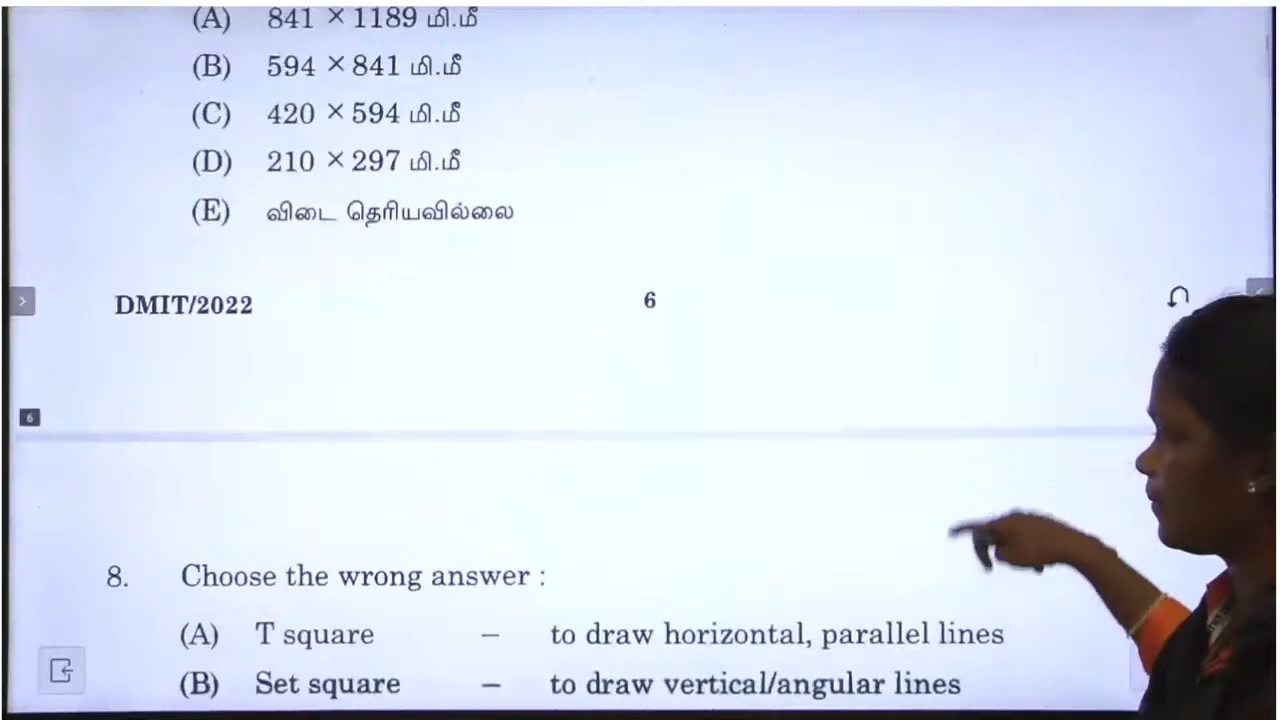 (A) 841 × 1189 மி.மீ
(B) 594 × 841 மி.மீ
(C) 420 × 594 மி.மீ
(D) 210 × 297 மி.மீ
(E) விடை தெரியவில்லை
DMIT/2022 6
6
8. Choose the wrong answer :
(A) T square – to draw horizontal, parallel lines
(B) Set square – to draw vertical/angular lines